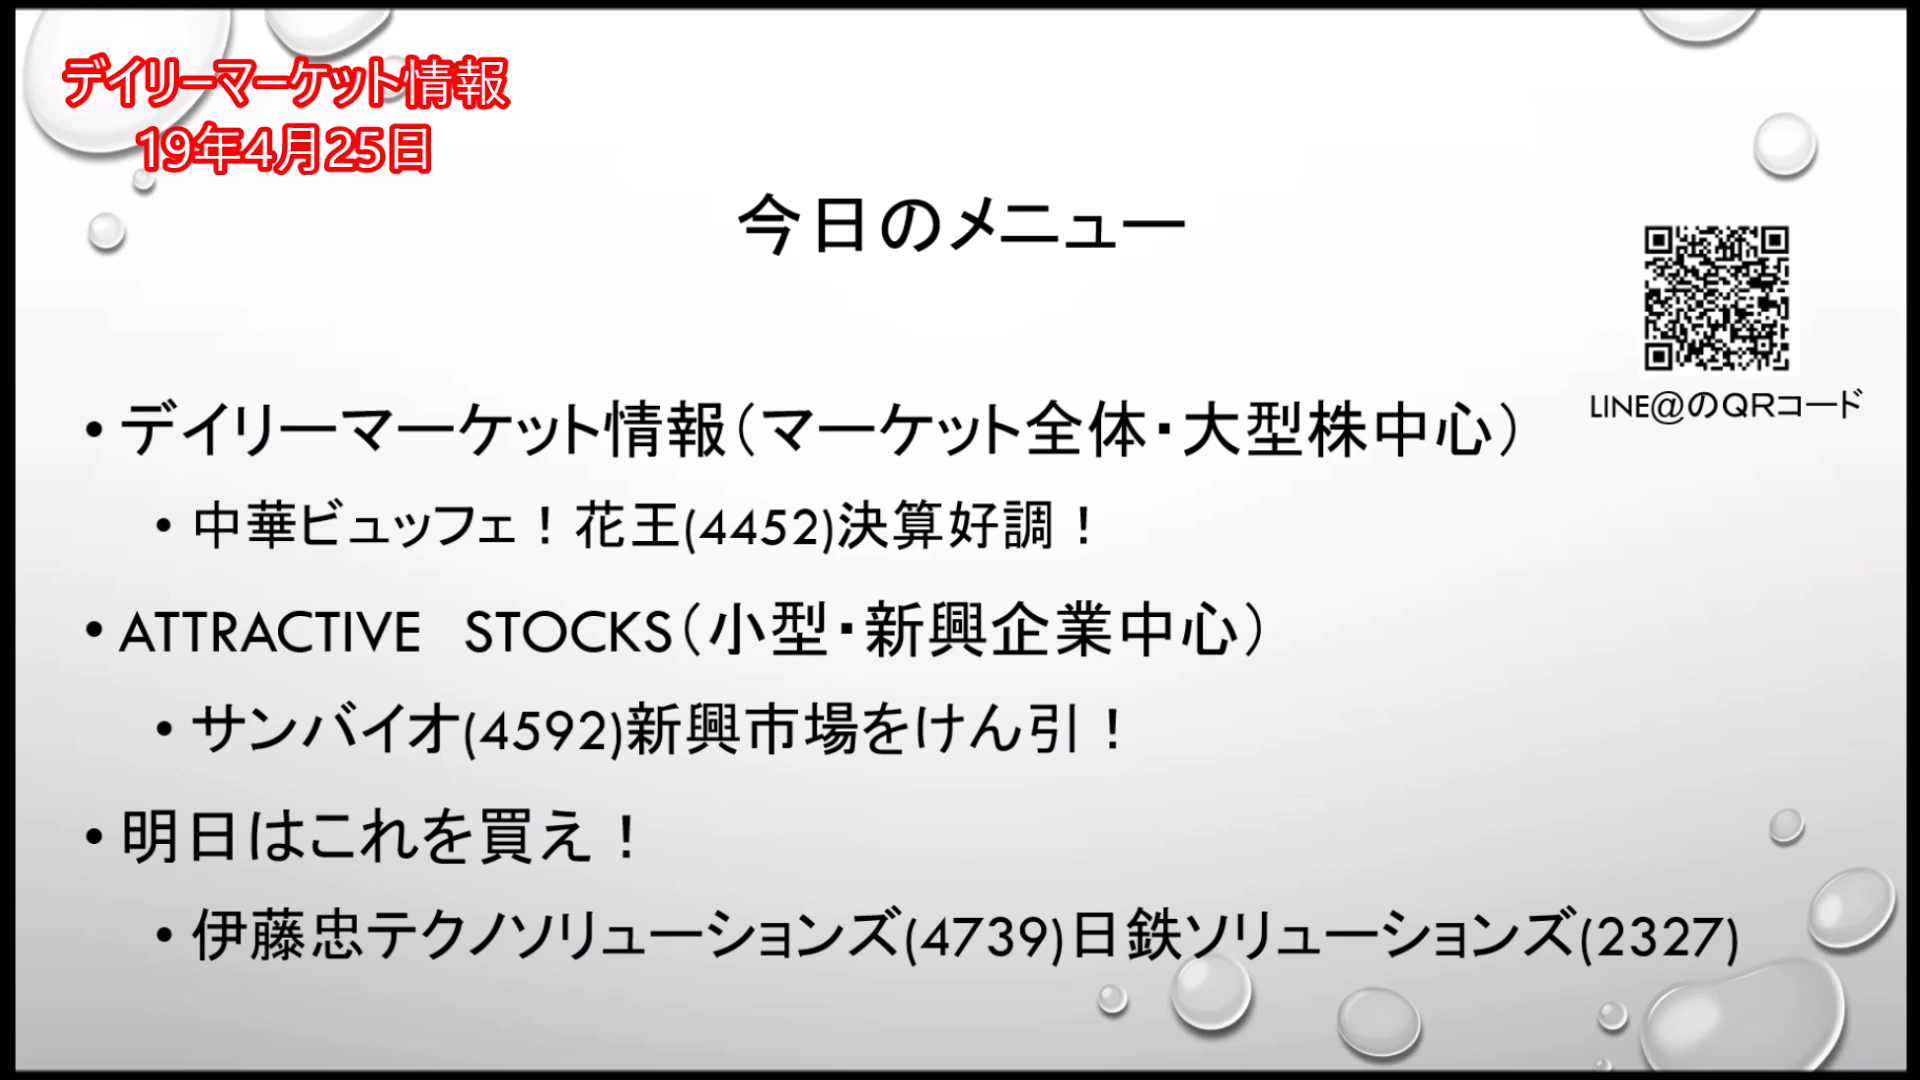 デイリーマーケット情報
19年4月25日
今日のメニュー
LINE@のQRコード
• デイリーマーケット情報（マーケット全体・大型株中心）
• 中華ビュッフェ！花王(4452)決算好調！
• ATTRACTIVE STOCKS（小型・新興企業中心）
• サンバイオ(4592)新興市場をけん引！
• 明日はこれを買え！
• 伊藤忠テクノソリューションズ(4739)日鉄ソリューションズ(2327)